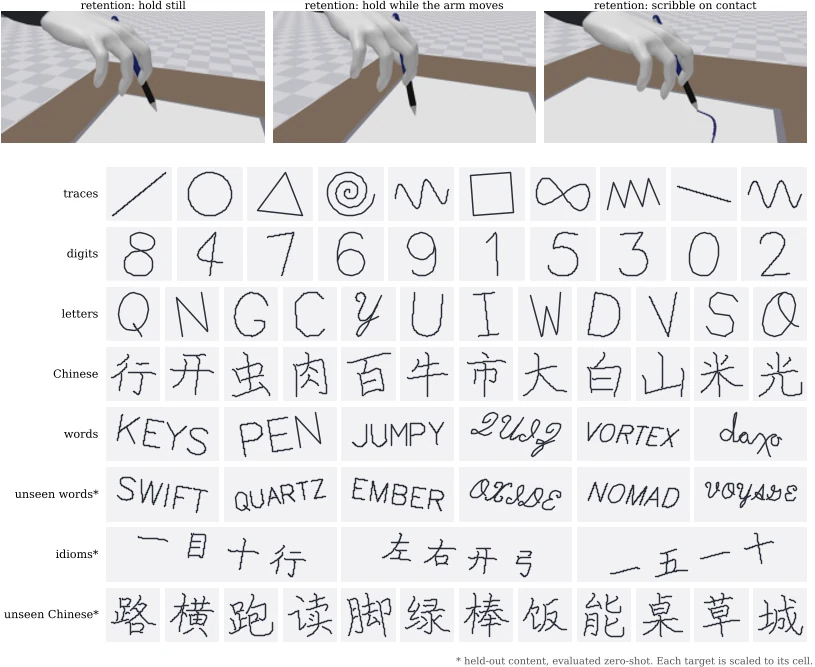 retention: hold still retention: hold while the arm moves retention: scribble on contact
traces
digits 8 4 7 6 9 1 5 3 0 2
letters Q N G C Y U I W D V S Q
Chinese 行 开 虫 肉 百 牛 市 大 白 山 米 光
words KEYS PEN JUMPY QUIZ VORTEX
unseen words* SWIFT QUARTZ EMBER OXIDE NOMAD VOYAGE
idioms* 一目十行 左右开弓 一五一十
unseen Chinese* 路 横 跑 读 脚 绿 棒 饭 能 桌 草 城
* held-out content, evaluated zero-shot. Each target is scaled to its cell.